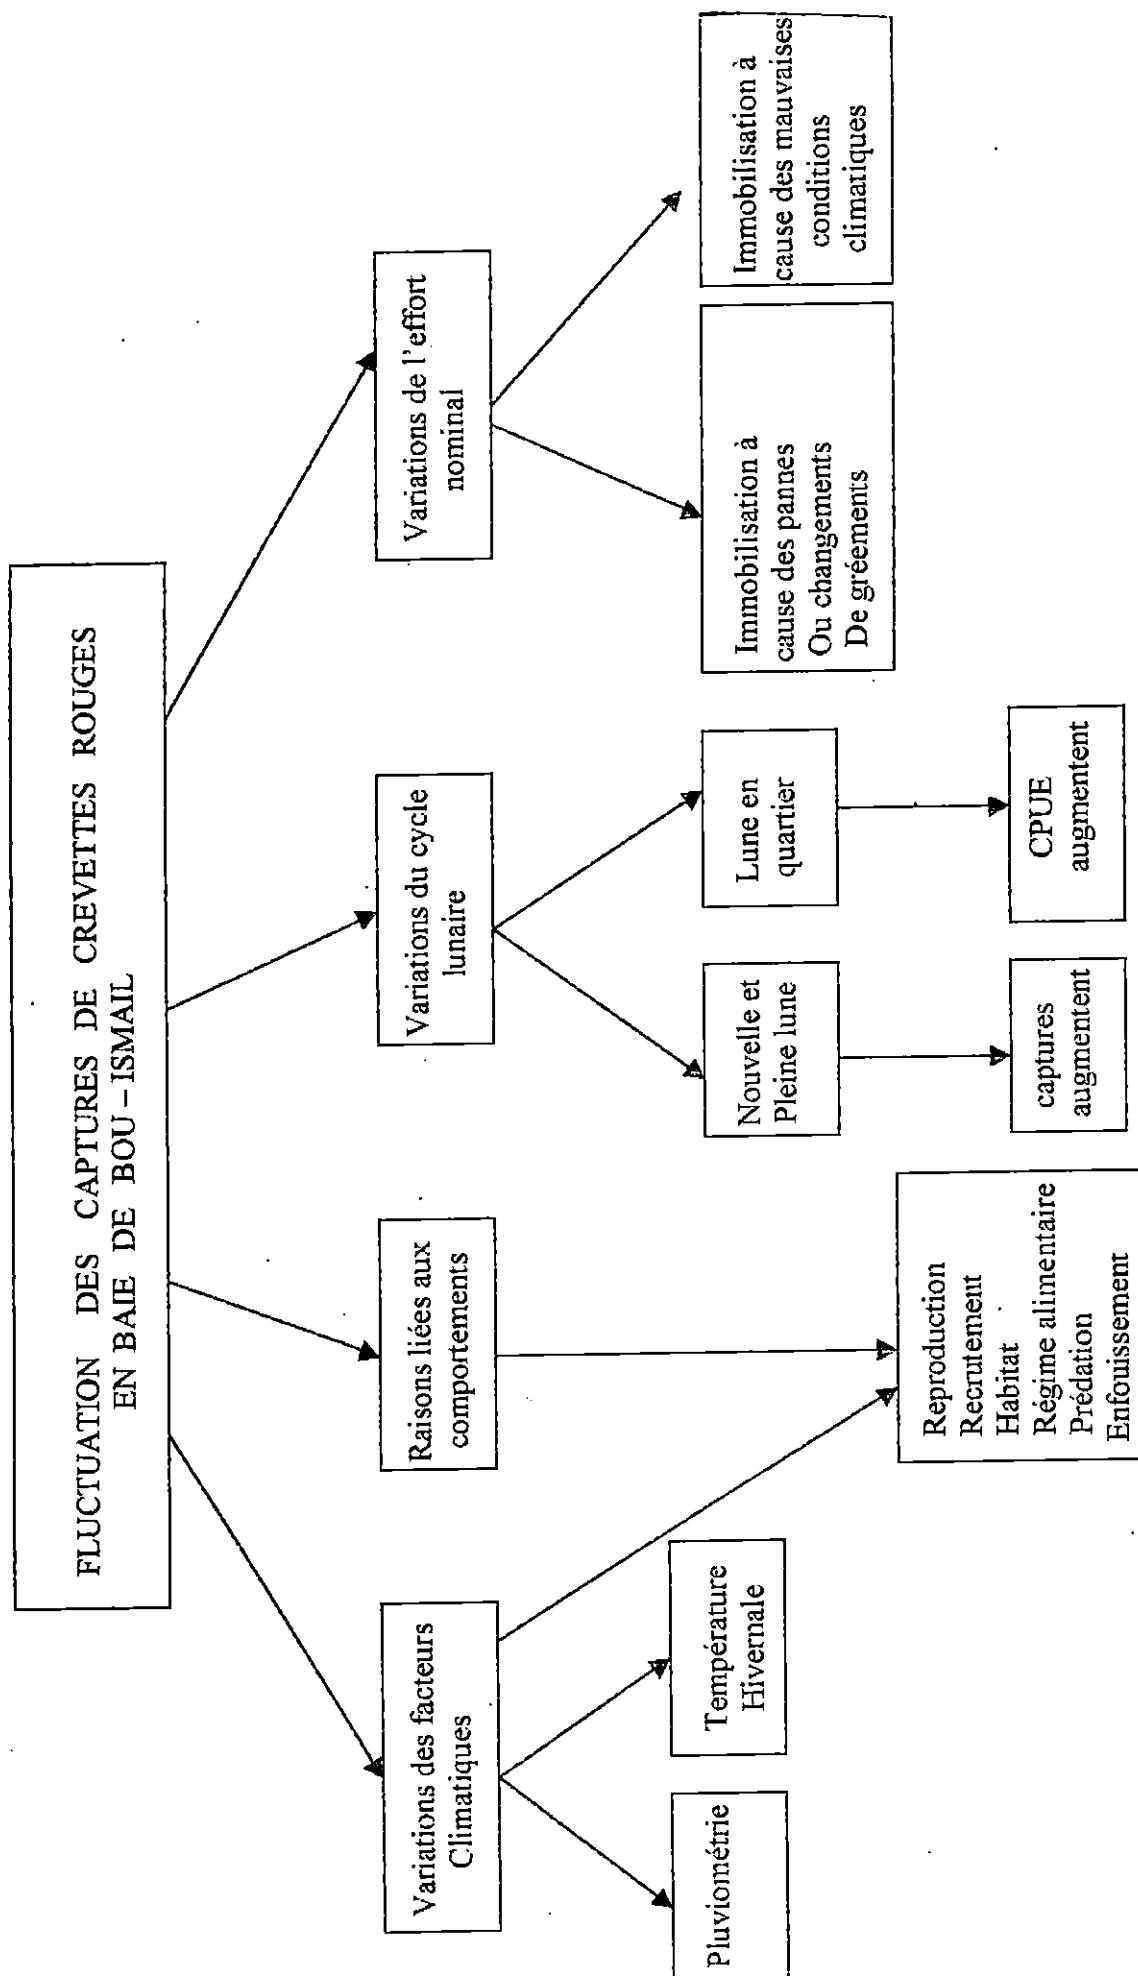 FLUCTUATION DES CAPTURES DE CREVETTES ROUGES
EN BAIE DE BOU – ISMAIL
Variations des facteurs
Climatiques
Raisons liées aux
comportements
Variations du cycle
lunaire
Variations de l'effort
nominal
Pluviométrie
Température
Hivernale
Reproduction
Recrutement
Habitat
Régime alimentaire
Prédation
Enfouissement
Nouvelle et
Pleine lune
Lune en
quartier
captures
augmentent
CPUE
augmentent
Immobilisation à
cause des pannes
Ou changements
De gréements
Immobilisation à
cause des mauvaises
conditions
climatiques